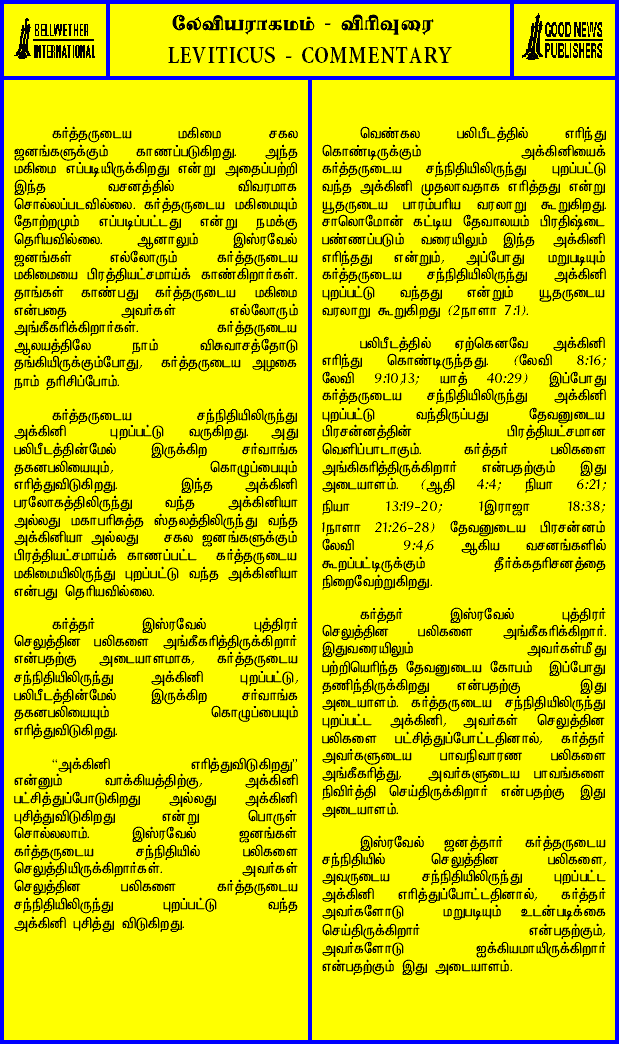 BELLWETHER
INTERNATIONAL
லேவியராகமம் - விரிவுரை
LEVITICUS - COMMENTARY
GOOD NEWS
PUBLISHERS
கர்த்தருடைய மகிமை சகல
ஜனங்களுக்கும் காணப்படுகிறது. அந்த
மகிமை எப்படியிருக்கிறது என்று அதைப்பற்றி
இந்த வசனத்தில் விவரமாக
சொல்லப்படவில்லை. கர்த்தருடைய மகிமையும்
தோற்றமும் எப்படிப்பட்டது என்று நமக்கு
தெரியவில்லை. ஆனாலும் இஸ்ரவேல்
ஜனங்கள் எல்லோரும் கர்த்தருடைய
மகிமையை பிரத்தியட்சமாய்க் காண்கிறார்கள்.
தாங்கள் காண்பது கர்த்தருடைய மகிமை
என்பதை அவர்கள் எல்லோரும்
அங்கீகரிக்கிறார்கள். கர்த்தருடைய
ஆலயத்திலே நாம் விசுவாசத்தோடு
தங்கியிருக்கும்போது, கர்த்தருடைய அழகை
நாம் தரிசிப்போம்.
கர்த்தருடைய சந்நிதியிலிருந்து
அக்கினி புறப்பட்டு வருகிறது. அது
பலிபீடத்தின்மேல் இருக்கிற சர்வாங்க
தகனபலியையும், கொழுப்பையும்
எரித்துவிடுகிறது. இந்த அக்கினி
பரலோகத்திலிருந்து வந்த அக்கினியா
அல்லது மகாபரிசுத்த ஸ்தலத்திலிருந்து வந்த
அக்கினியா அல்லது சகல ஜனங்களுக்கும்
பிரத்தியட்சமாய்க் காணப்பட்ட கர்த்தருடைய
மகிமையிலிருந்து புறப்பட்டு வந்த அக்கினியா
என்பது தெரியவில்லை.
கர்த்தர் இஸ்ரவேல் புத்திரர்
செலுத்தின பலிகளை அங்கீகரித்திருக்கிறார்
என்பதற்கு அடையாளமாக, கர்த்தருடைய
சந்நிதியிலிருந்து அக்கினி புறப்பட்டு,
பலிபீடத்தின்மேல் இருக்கிற சர்வாங்க
தகனபலியையும் கொழுப்பையும்
எரித்துவிடுகிறது.
“அக்கினி எரித்துவிடுகிறது”
என்னும் வாக்கியத்திற்கு, அக்கினி
பட்சித்துப்போடுகிறது அல்லது அக்கினி
புசித்துவிடுகிறது என்று பொருள்
சொல்லலாம். இஸ்ரவேல் ஜனங்கள்
கர்த்தருடைய சந்நிதியில் பலிகளை
செலுத்தியிருக்கிறார்கள். அவர்கள்
செலுத்தின பலிகளை கர்த்தருடைய
சந்நிதியிலிருந்து புறப்பட்டு வந்த
அக்கினி புசித்து விடுகிறது.
வெண்கல பலிபீடத்தில் எரிந்து
கொண்டிருக்கும் அக்கினியைக்
கர்த்தருடைய சந்நிதியிலிருந்து புறப்பட்டு
வந்த அக்கினி முதலாவதாக எரித்தது என்று
யூதருடைய பாரம்பரிய வரலாறு கூறுகிறது.
சாலொமோன் கட்டிய தேவாலயம் பிரதிஷ்டை
பண்ணப்படும் வரையிலும் இந்த அக்கினி
எரிந்தது என்றும், அப்போது மறுபடியும்
கர்த்தருடைய சந்நிதியிலிருந்து அக்கினி
புறப்பட்டு வந்தது என்றும் யூதருடைய
வரலாறு கூறுகிறது (2நாளா 7:1).
பலிபீடத்தில் ஏற்கெனவே அக்கினி
எரிந்து கொண்டிருந்தது. (லேவி 8:16;
லேவி 9:10,13; யாத் 40:29) இப்போது
கர்த்தருடைய சந்நிதியிலிருந்து அக்கினி
புறப்பட்டு வந்திருப்பது தேவனுடைய
பிரசன்னத்தின் பிரத்தியட்சமான
வெளிப்பாடாகும். கர்த்தர் பலிகளை
அங்கிகரித்திருக்கிறார் என்பதற்கும் இது
அடையாளம். (ஆதி 4:4; நியா 6:21;
நியா 13:19-20; 1இராஜா 18:38;
1நாளா 21:26-28) தேவனுடைய பிரசன்னம்
லேவி 9:4,6 ஆகிய வசனங்களில்
கூறப்பட்டிருக்கும் தீர்க்கதரிசனத்தை
நிறைவேற்றுகிறது.
கர்த்தர் இஸ்ரவேல் புத்திரர்
செலுத்தின பலிகளை அங்கீகரிக்கிறார்.
இதுவரையிலும் அவர்கள்மீது
பற்றியெரிந்த தேவனுடைய கோபம் இப்போது
தணிந்திருக்கிறது என்பதற்கு இது
அடையாளம். கர்த்தருடைய சந்நிதியிலிருந்து
புறப்பட்ட அக்கினி, அவர்கள் செலுத்தின
பலிகளை பட்சித்துப்போட்டதினால், கர்த்தர்
அவர்களுடைய பாவநிவாரண பலிகளை
அங்கீகரித்து, அவர்களுடைய பாவங்களை
நிவிர்த்தி செய்திருக்கிறார் என்பதற்கு இது
அடையாளம்.
இஸ்ரவேல் ஜனத்தார் கர்த்தருடைய
சந்நிதியில் செலுத்தின பலிகளை,
அவருடைய சந்நிதியிலிருந்து புறப்பட்ட
அக்கினி எரித்துப்போட்டதினால், கர்த்தர்
அவர்களோடு மறுபடியும் உடன்படிக்கை
செய்திருக்கிறார் என்பதற்கும்,
அவர்களோடு ஐக்கியமாயிருக்கிறார்
என்பதற்கும் இது அடையாளம்.